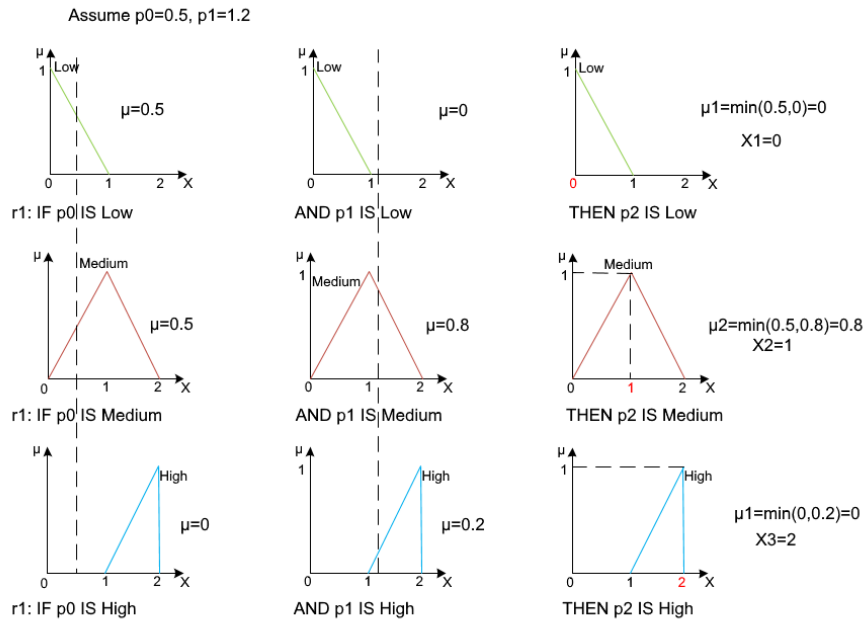 Assume p0=0.5, p1=1.2
μ
1
Low
μ=0.5
0
1
2
X
r1: IF p0 IS Low
μ
1
Low
μ=0
0
1
2
X
AND p1 IS Low
μ
1
Low
μ1=min(0.5,0)=0
X1=0
0
1
2
X
THEN p2 IS Low
μ
Medium
μ=0.5
0
1
2
X
r1: IF p0 IS Medium
μ
1
Medium
μ=0.8
0
1
2
X
AND p1 IS Medium
μ
1
Medium
μ2=min(0.5,0.8)=0.8
X2=1
0
1
2
X
THEN p2 IS Medium
μ
1
High
μ=0
0
1
2
X
r1: IF p0 IS High
μ
1
High
μ=0.2
0
1
2
X
AND p1 IS High
μ
1
High
μ1=min(0,0.2)=0
X3=2
0
1
2
X
THEN p2 IS High